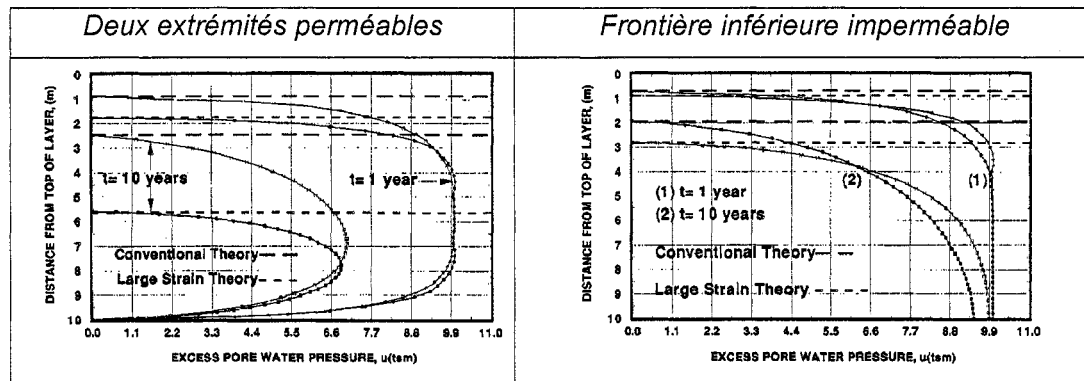 Deux extrémités perméables
Frontière inférieure imperméable
DISTANCE FROM TOP OF LAYER, (m)
0
1
2
3
4
5
6
7
8
9
10
t= 10 years
t= 1 year
Conventional Theory
Large Strain Theory
0.0 1.1 2.2 3.3 4.4 5.5 6.6 7.7 8.8 9.9 11.0
EXCESS PORE WATER PRESSURE, u(tsm)
DISTANCE FROM TOP OF LAYER, (m)
0
1
2
3
4
5
6
7
8
9
10
(2)
(1)
(1) t= 1 year
(2) t= 10 years
Conventional Theory
Large Strain Theory
0.0 1.1 2.2 3.3 4.4 5.5 6.6 7.7 8.8 9.9 11.0
EXCESS PORE WATER PRESSURE, u(tsm)